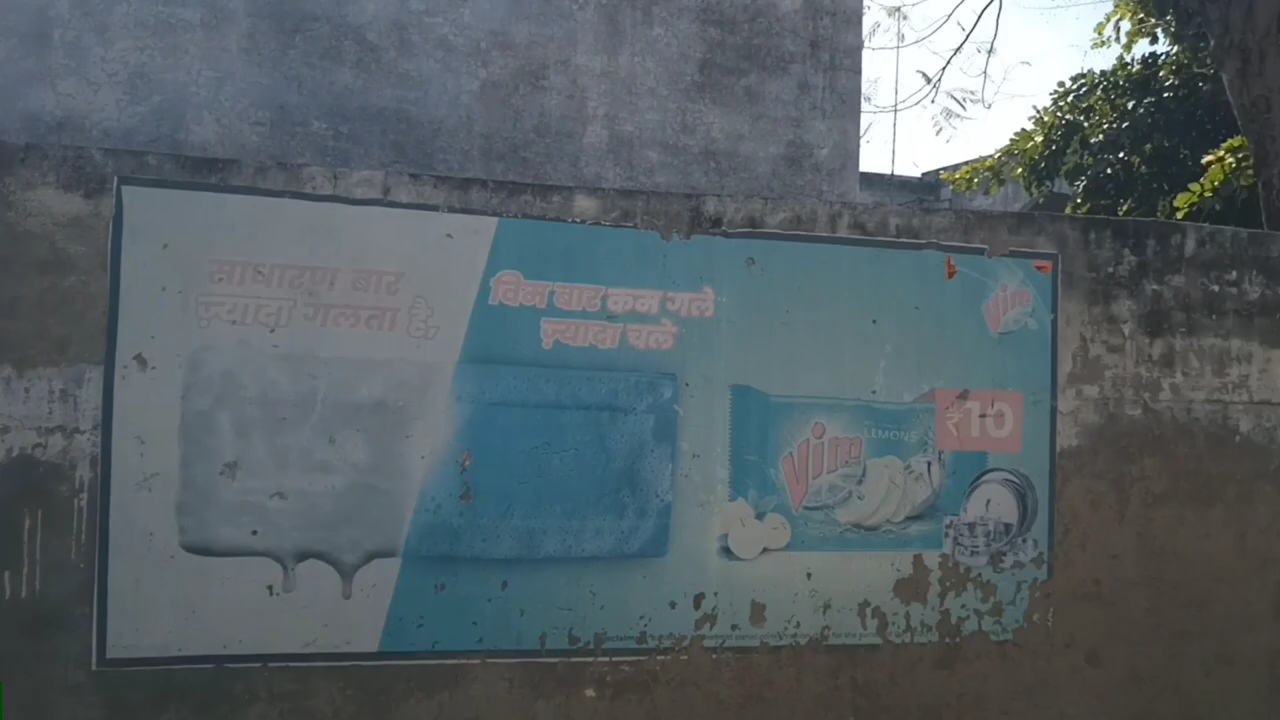 साधारण बार
ज़्यादा गलता है,
विम बार कम गले
ज़्यादा चले
Vim
Vim
LEMONS
₹10